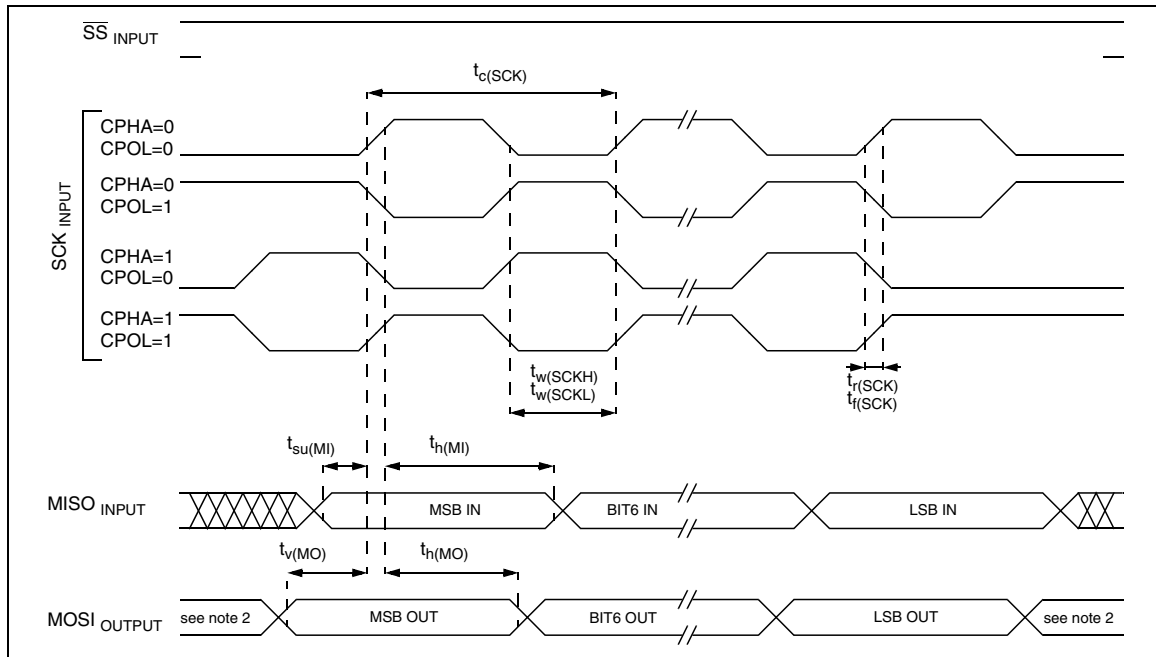 SS INPUT
tc(SCK)
SCK INPUT
CPHA=0
CPOL=0
CPHA=0
CPOL=1
CPHA=1
CPOL=0
CPHA=1
CPOL=1
tw(SCKH)
tw(SCKL)
tr(SCK)
tf(SCK)
tsu(MI)
th(MI)
MISO INPUT
MSB IN
BIT6 IN
LSB IN
tv(MO)
th(MO)
MOSI OUTPUT
see note 2
MSB OUT
BIT6 OUT
LSB OUT
see note 2